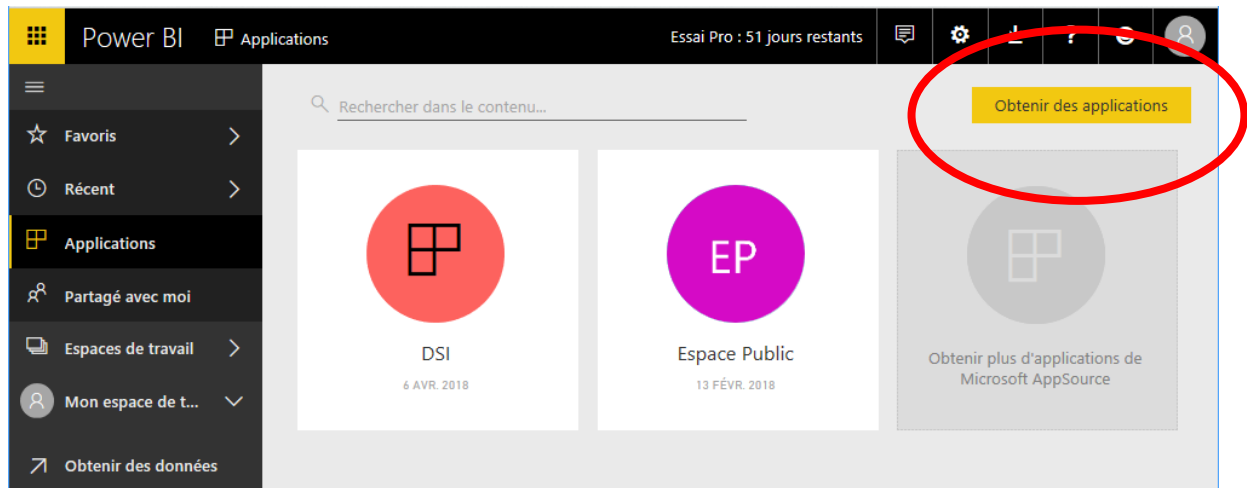 Power BI
Applications
Essai Pro : 51 jours restants
?
Rechercher dans le contenu...
Obtenir des applications
Favoris
Récent
Applications
Partagé avec moi
Espaces de travail
Mon espace de t...
Obtenir des données
EP
DSI
6 AVR. 2018
Espace Public
13 FÉVR. 2018
Obtenir plus d'applications de
Microsoft AppSource